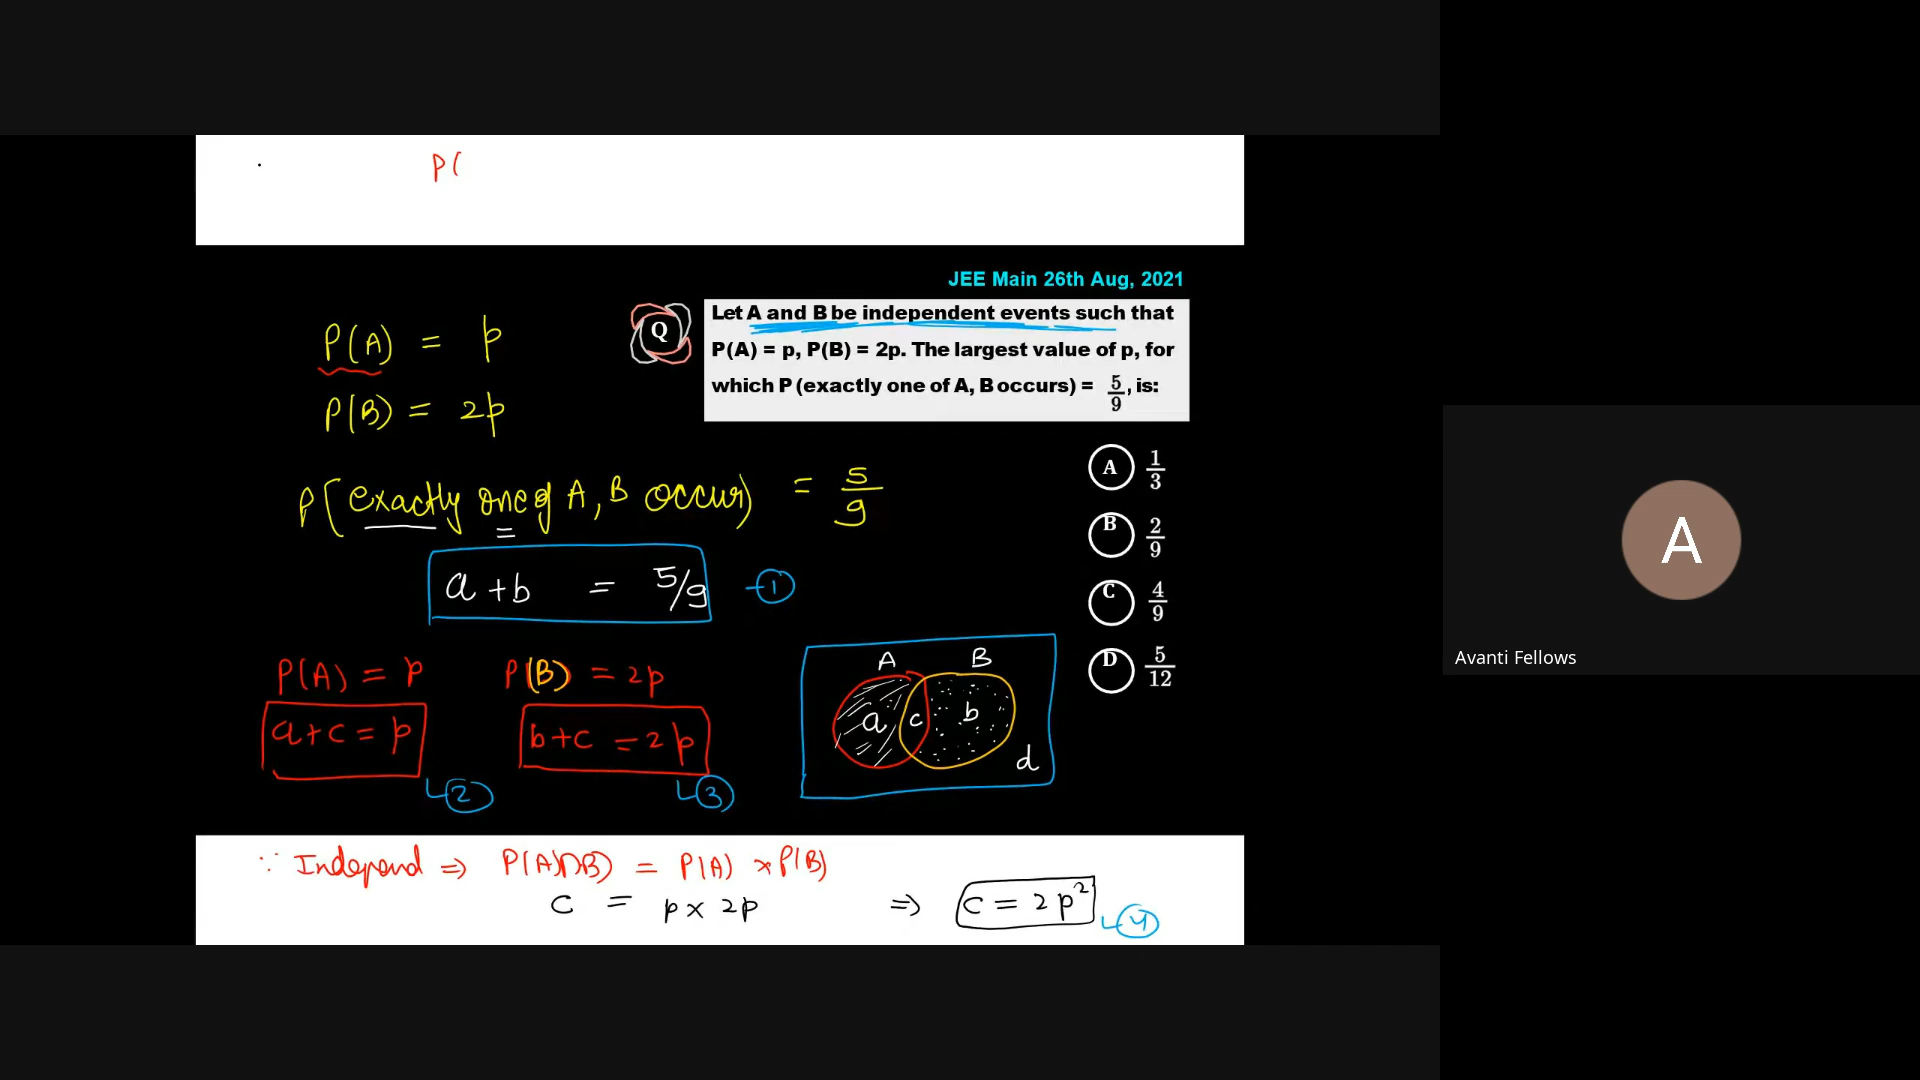 P(
JEE Main 26th Aug, 2021
Q
Let A and B be independent events such that
P(A) = p, P(B) = 2p. The largest value of p, for
which P (exactly one of A, B occurs) = 5/9, is:
P(A) = p
P(B) = 2p
P(exactly one of A, B occur) = 5/9
a + b = 5/9 - 1
A 1/3
B 2/9
C 4/9
D 5/12
P(A) = p P(B) = 2p
a + c = p b + c = 2p
2 3
A B
a c b
d
∵ Independ ⇒ P(A∩B) = P(A) × P(B)
c = p × 2p ⇒ c = 2p²
4
A
Avanti Fellows